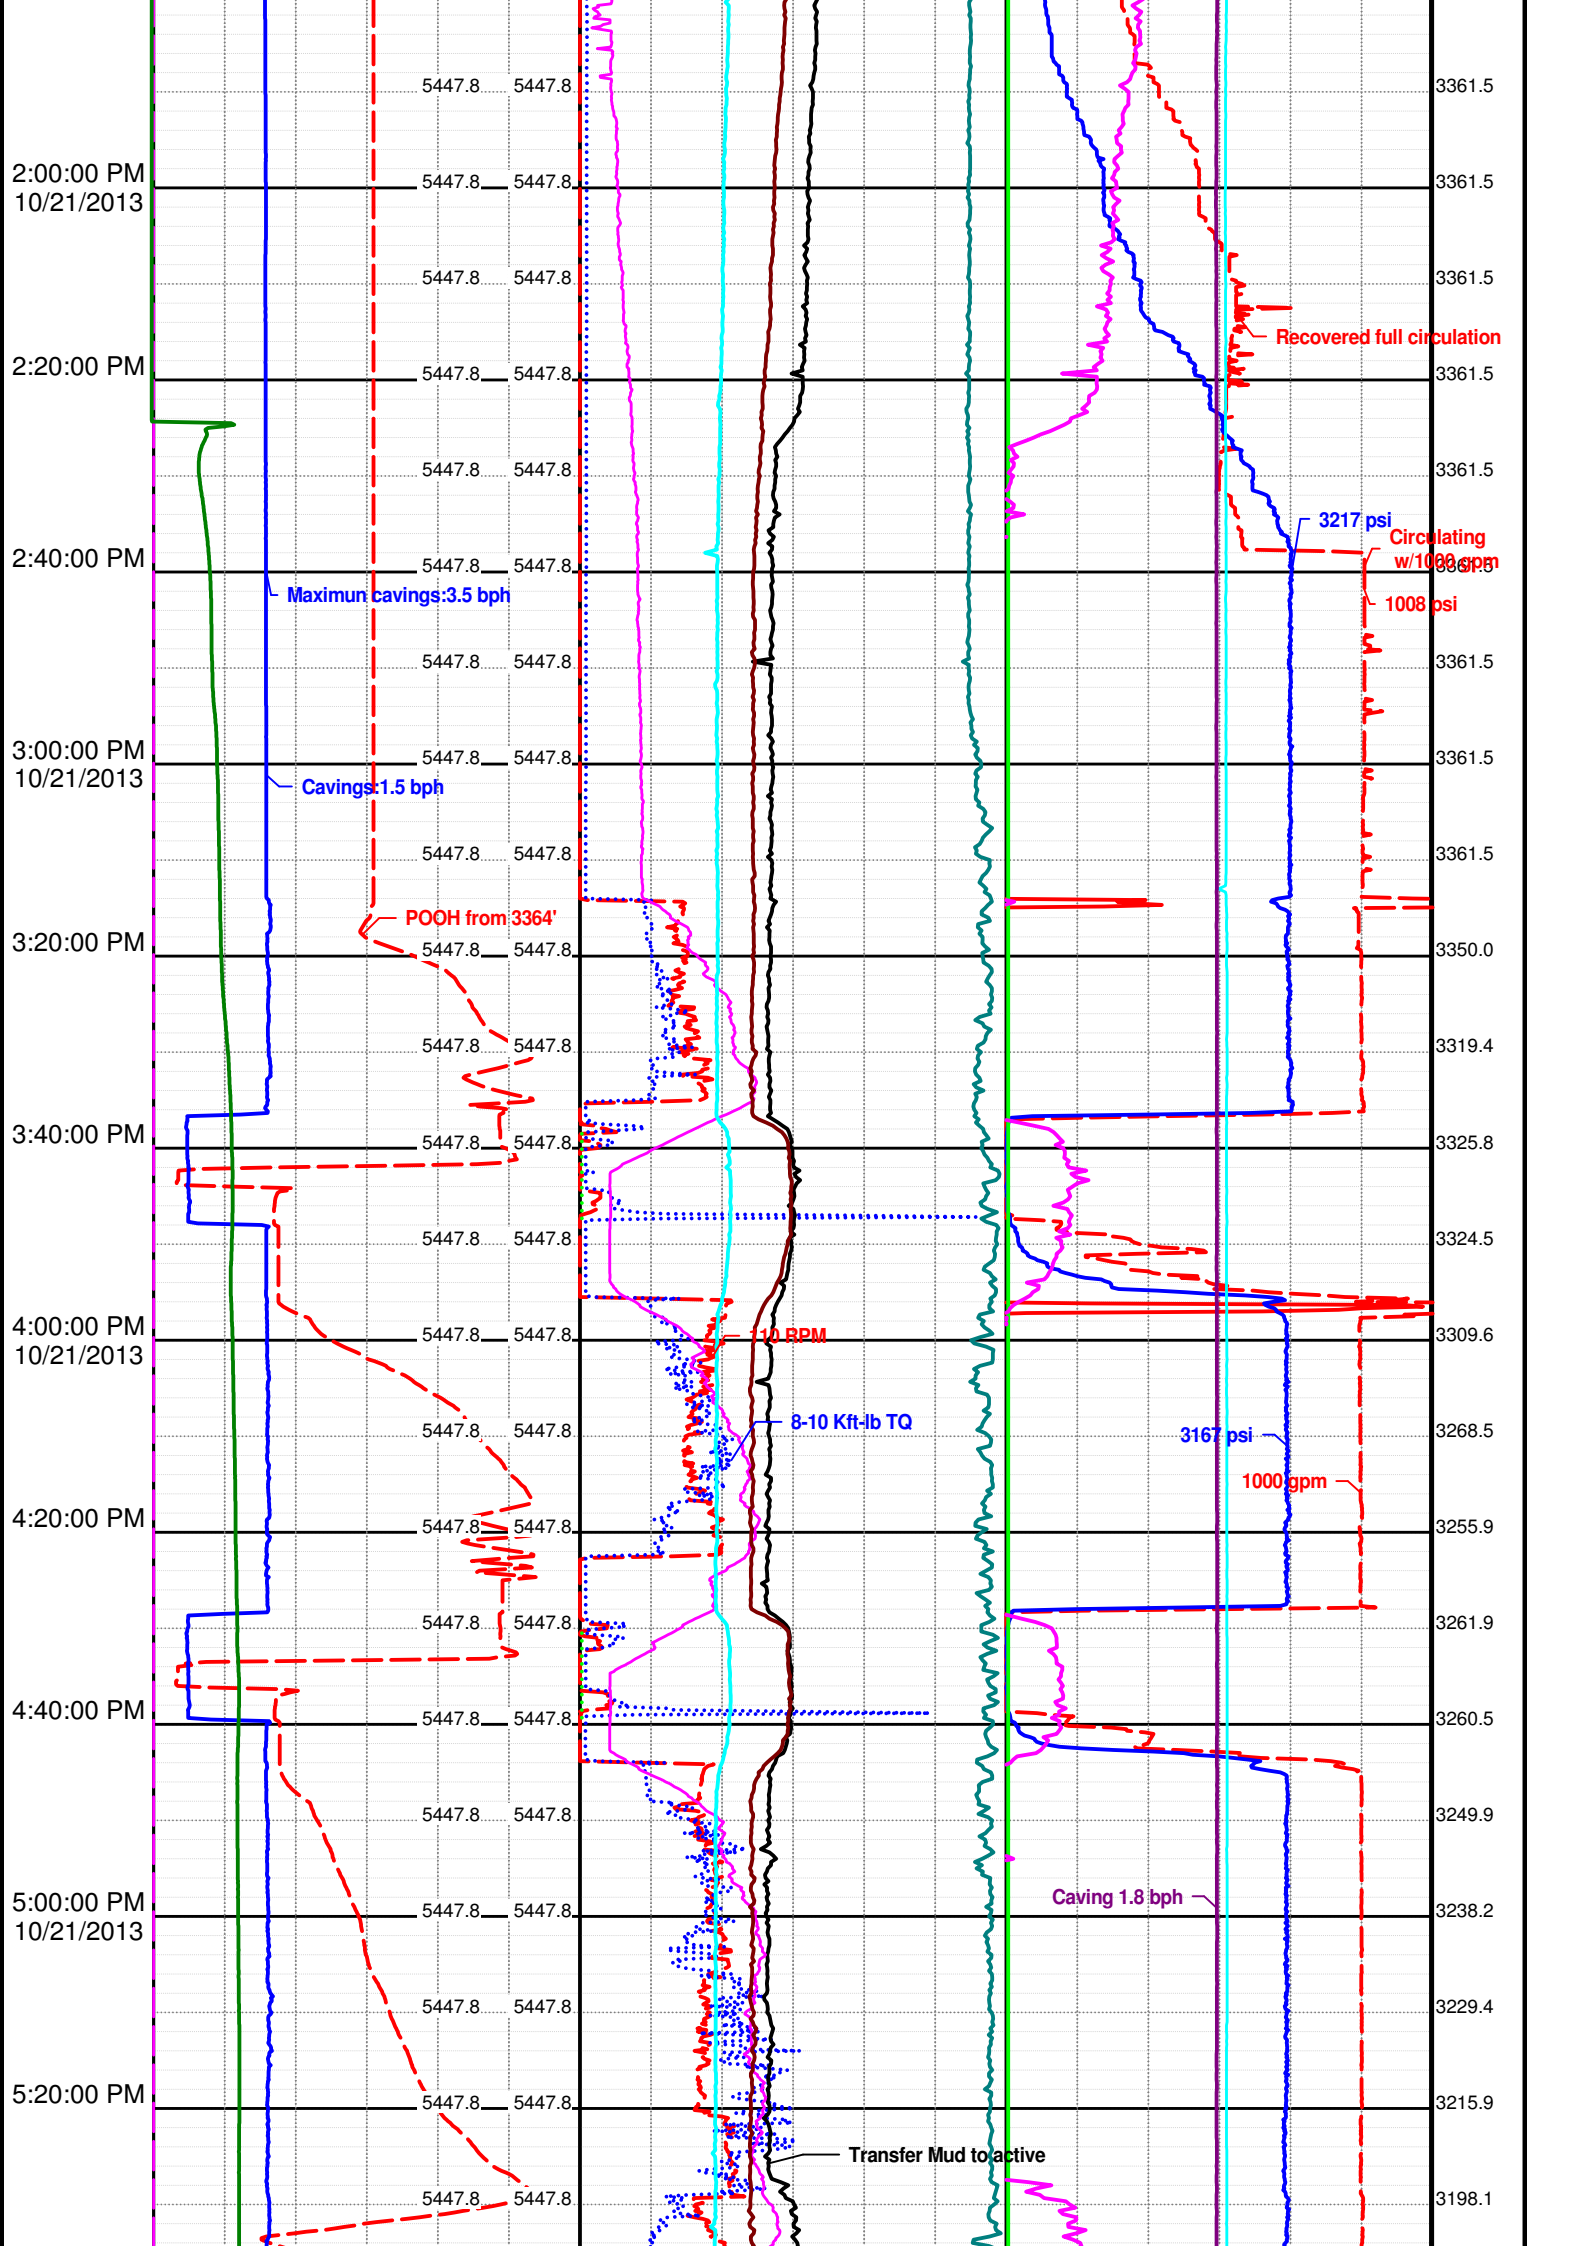 5447.8 5447.8 3361.5
2:00:00 PM 5447.8 5447.8 3361.5
10/21/2013
5447.8 5447.8 3361.5
Recovered full circulation
2:20:00 PM 5447.8 5447.8 3361.5
5447.8 5447.8 3361.5
3217 psi
Circulating
w/1000 gpm
2:40:00 PM 5447.8 5447.8 3361.5
Maximun cavings:3.5 bph
1008 psi
5447.8 5447.8 3361.5
3:00:00 PM 5447.8 5447.8 3361.5
10/21/2013
Cavings:1.5 bph
5447.8 5447.8 3361.5
POOH from 3364'
3:20:00 PM 5447.8 5447.8 3350.0
5447.8 5447.8 3319.4
3:40:00 PM 5447.8 5447.8 3325.8
5447.8 5447.8 3324.5
4:00:00 PM 5447.8 5447.8 3309.6
10/21/2013
110 RPM
8-10 Kft-lb TQ
5447.8 5447.8 3268.5
3167 psi
1000 gpm
4:20:00 PM 5447.8 5447.8 3255.9
5447.8 5447.8 3261.9
4:40:00 PM 5447.8 5447.8 3260.5
5447.8 5447.8 3249.9
Caving 1.8 bph
5:00:00 PM 5447.8 5447.8 3238.2
10/21/2013
5447.8 5447.8 3229.4
5:20:00 PM 5447.8 5447.8 3215.9
Transfer Mud to active
5447.8 5447.8 3198.1